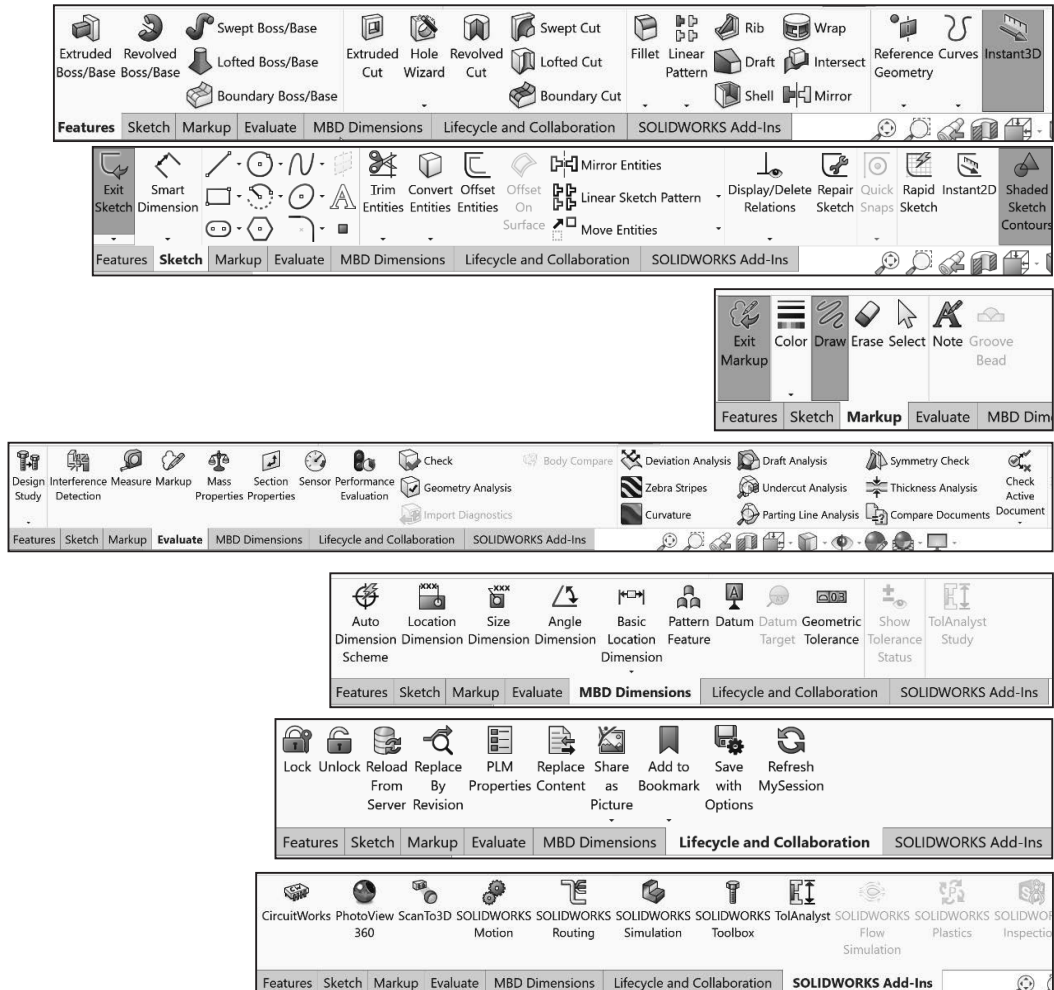 Extruded Boss/Base
Revolved Boss/Base
Swept Boss/Base
Lofted Boss/Base
Boundary Boss/Base
Extruded Cut
Hole Wizard
Revolved Cut
Swept Cut
Lofted Cut
Boundary Cut
Fillet
Linear Pattern
Rib
Draft
Shell
Wrap
Intersect
Mirror
Reference Geometry
Curves
Instant3D
Features Sketch Markup Evaluate MBD Dimensions Lifecycle and Collaboration SOLIDWORKS Add-Ins
Exit Sketch
Smart Dimension
Trim Entities
Convert Entities
Offset Entities
Offset On Surface
Mirror Entities
Linear Sketch Pattern
Move Entities
Display/Delete Relations
Repair Sketch
Quick Snaps
Rapid Sketch
Instant2D
Shaded Sketch Contours
Features Sketch Markup Evaluate MBD Dimensions Lifecycle and Collaboration SOLIDWORKS Add-Ins
Exit Markup
Color
Draw
Erase
Select
Note
Groove Bead
Features Sketch Markup Evaluate MBD Dim
Design Study
Interference Detection
Measure
Markup
Mass Properties
Section Properties
Sensor
Performance Evaluation
Check
Geometry Analysis
Import Diagnostics
Body Compare
Deviation Analysis
Zebra Stripes
Curvature
Draft Analysis
Undercut Analysis
Parting Line Analysis
Symmetry Check
Thickness Analysis
Compare Documents
Check Active Document
Features Sketch Markup Evaluate MBD Dimensions Lifecycle and Collaboration SOLIDWORKS Add-Ins
Auto Dimension Scheme
Location Dimension
Size Dimension
Angle Dimension
Basic Location Dimension
Pattern Feature
Datum
Datum Target
Geometric Tolerance
Show Tolerance Status
TolAnalyst Study
Features Sketch Markup Evaluate MBD Dimensions Lifecycle and Collaboration SOLIDWORKS Add-Ins
Lock
Unlock
Reload From Server
Replace By Revision
PLM Properties
Replace Content
Share as Picture
Add to Bookmark
Save with Options
Refresh MySession
Features Sketch Markup Evaluate MBD Dimensions Lifecycle and Collaboration SOLIDWORKS Add-Ins
CircuitWorks
PhotoView 360
ScanTo3D
SOLIDWORKS Motion
SOLIDWORKS Routing
SOLIDWORKS Simulation
SOLIDWORKS Toolbox
TolAnalyst
SOLIDWORKS Flow Simulation
SOLIDWORKS Plastics
SOLIDWOR Inspectio
Features Sketch Markup Evaluate MBD Dimensions Lifecycle and Collaboration SOLIDWORKS Add-Ins